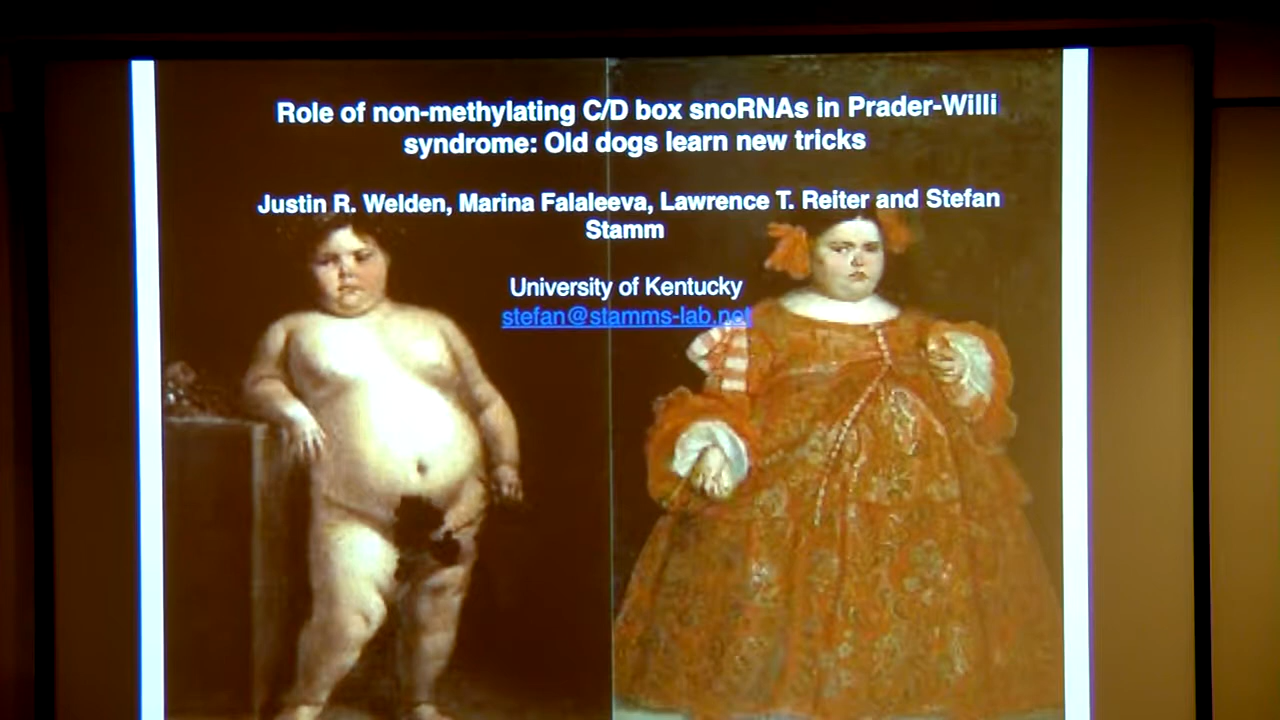 Role of non-methylating C/D box snoRNAs in Prader-Willi
syndrome: Old dogs learn new tricks
Justin R. Welden, Marina Falaleeva, Lawrence T. Reiter and Stefan
Stamm
University of Kentucky
stefan@stamms-lab.net